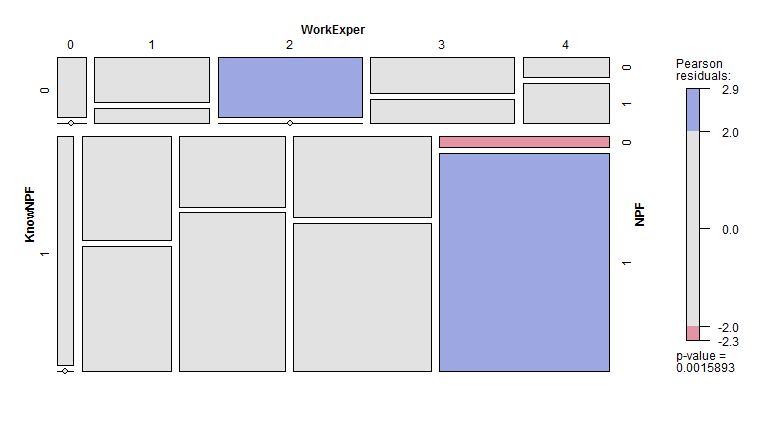 WorkExper
0 1 2 3 4
Pearson
residuals:
0
0
1
2.9
2.0
0.0
-2.0
-2.3
KnowNPF
1
0
1
NPF
p-value =
0.0015893